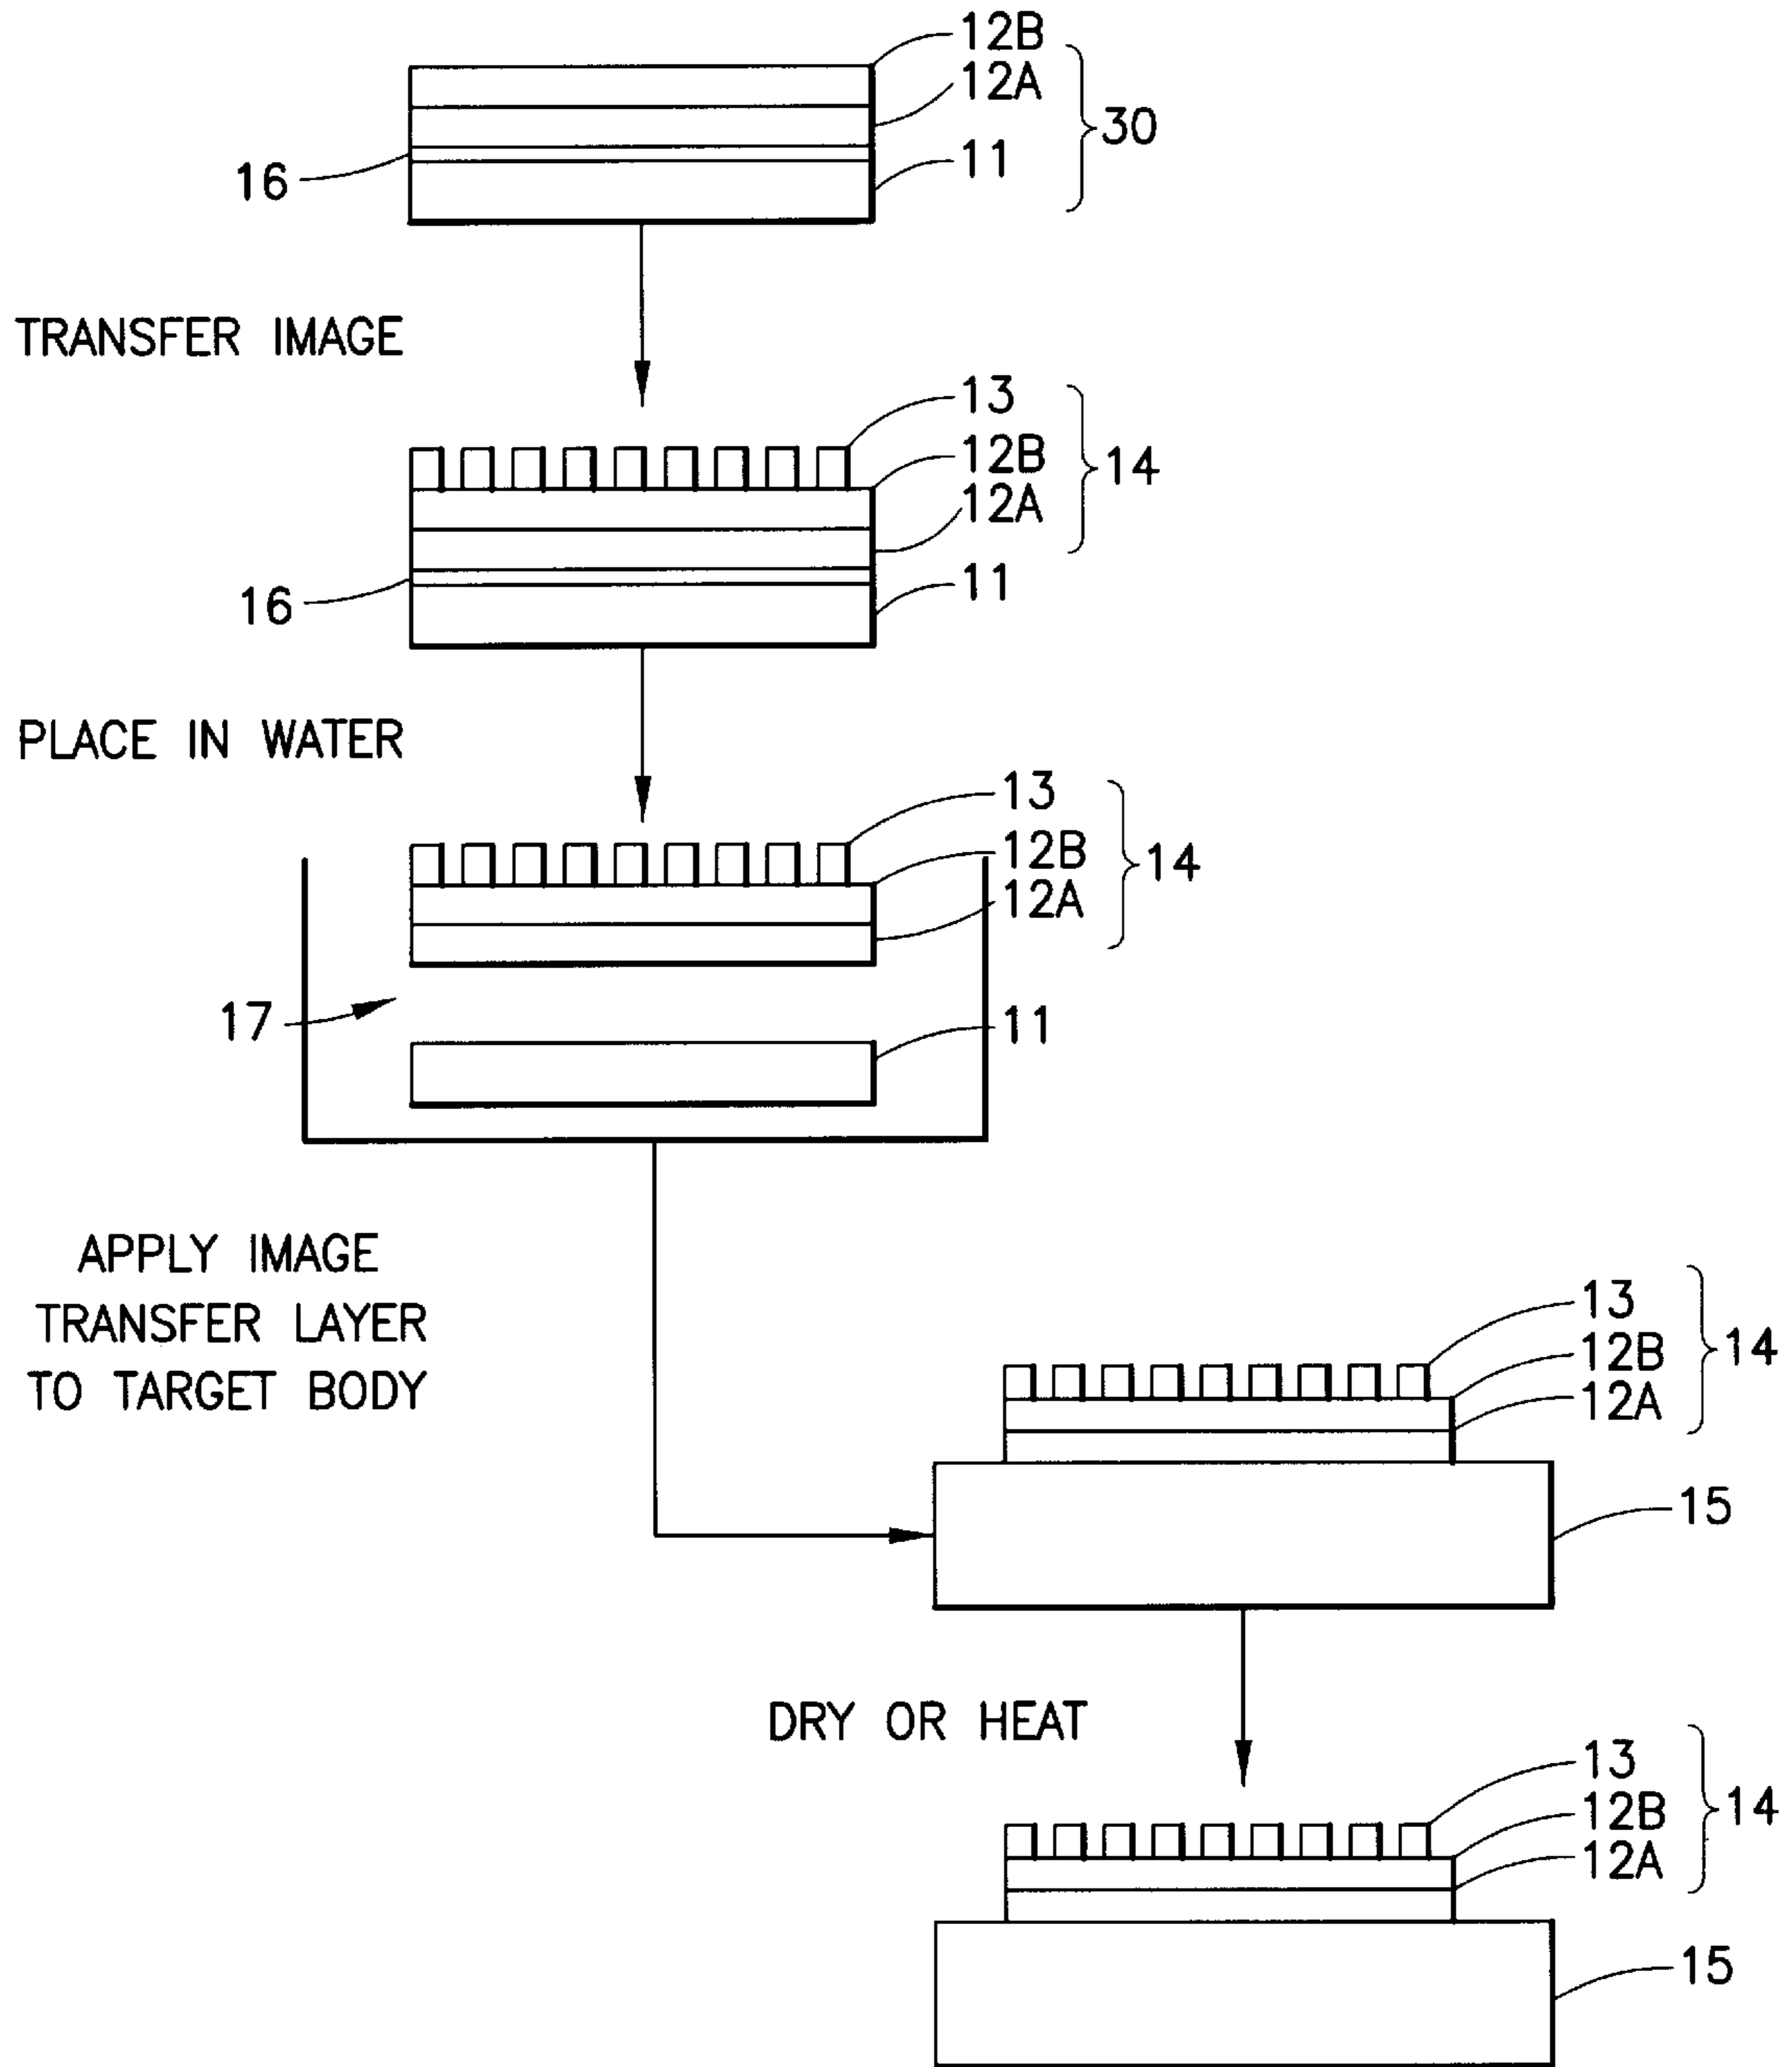 12B
12A
30
16
11
TRANSFER IMAGE
13
12B
14
12A
16
11
PLACE IN WATER
13
12B
14
12A
17
11
APPLY IMAGE
TRANSFER LAYER
TO TARGET BODY
13
12B
14
12A
15
DRY OR HEAT
13
12B
14
12A
15